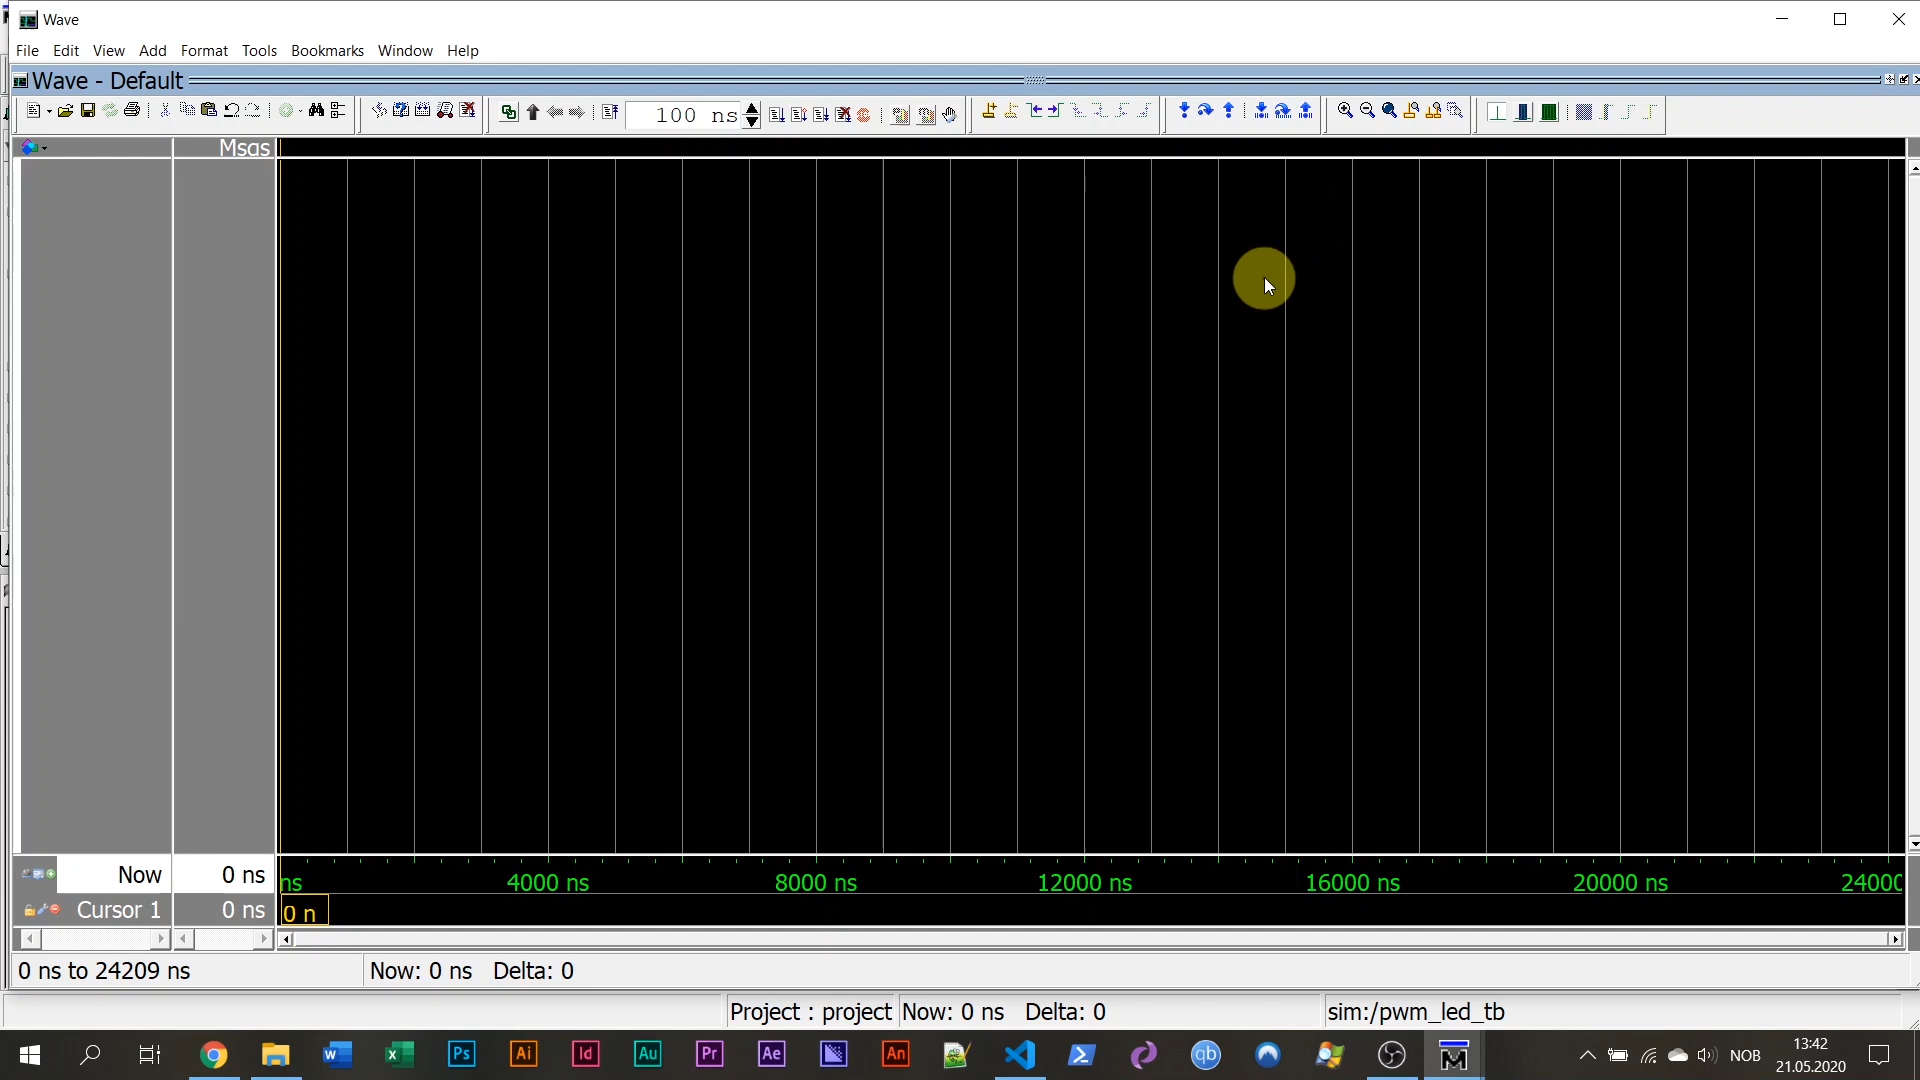 Wave
File Edit View Add Format Tools Bookmarks Window Help
Wave - Default
100 ns
Msgs
Now 0 ns
ns 4000 ns 8000 ns 12000 ns 16000 ns 20000 ns 24000
Cursor 1 0 ns
0 n
0 ns to 24209 ns Now: 0 ns Delta: 0
Project : project Now: 0 ns Delta: 0 sim:/pwm_led_tb
W X Ps Ai Id Au Pr Ae An qb M NOB 13:42
21.05.2020